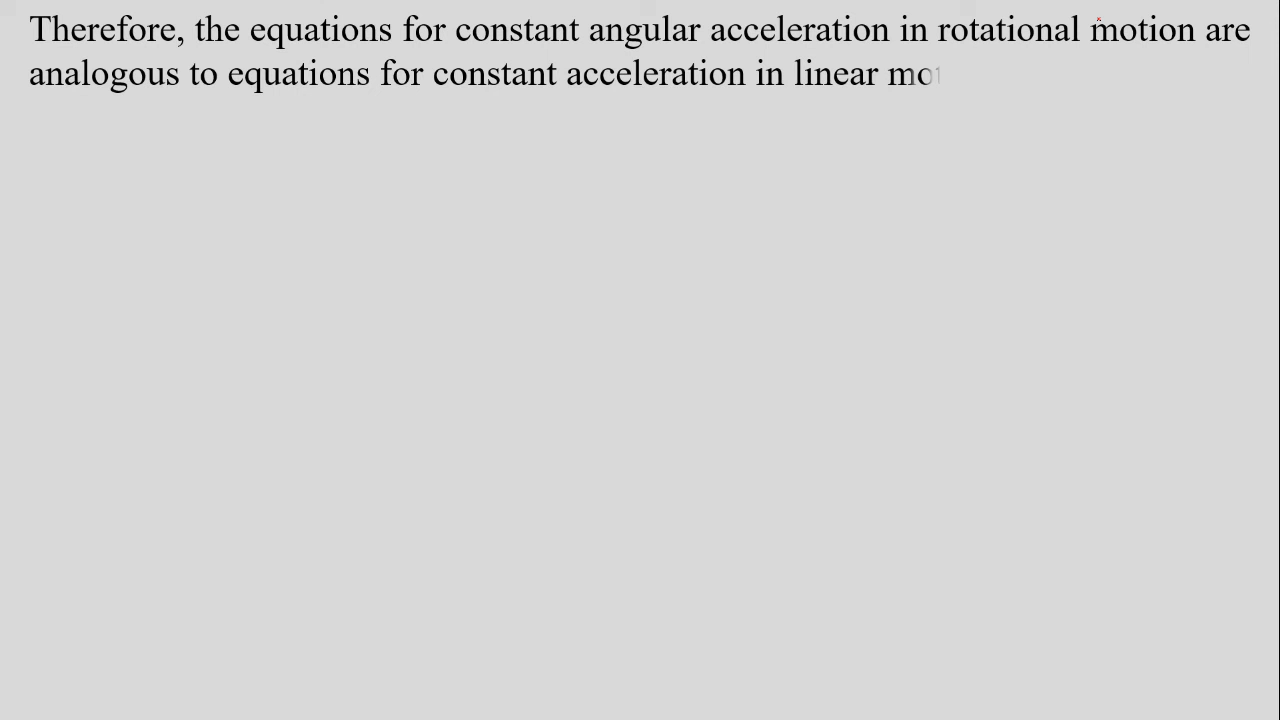 Therefore, the equations for constant angular acceleration in rotational motion are
analogous to equations for constant acceleration in linear mot